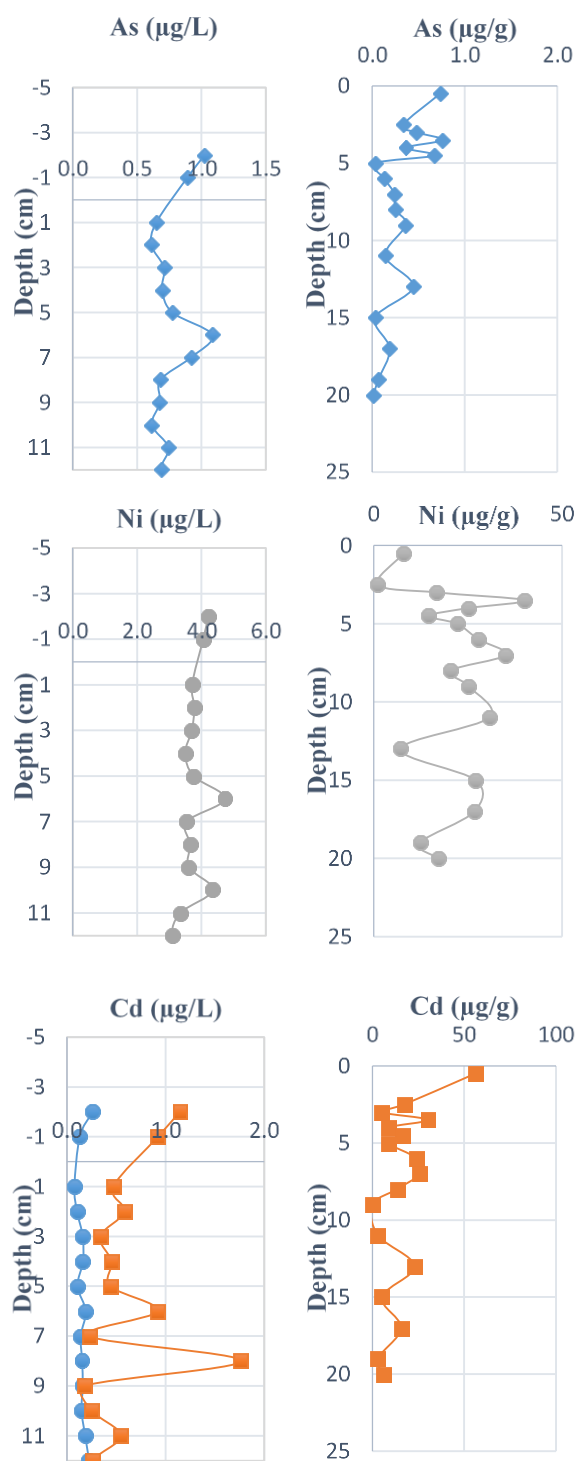 As (µg/L)
-5
-3
0.0 0.5 1.0 1.5
-1
1
3
5
7
9
11
Depth (cm)
As (µg/g)
0.0 1.0 2.0
0
5
10
15
20
25
Depth (cm)
Ni (µg/L)
-5
-3
0.0 2.0 4.0 6.0
-1
1
3
5
7
9
11
Depth (cm)
Ni (µg/g)
0 50
0
5
10
15
20
25
Depth (cm)
Cd (µg/L)
-5
-3
0.0 1.0 2.0
-1
1
3
5
7
9
11
Depth (cm)
Cd (µg/g)
0 50 100
0
5
10
15
20
25
Depth (cm)